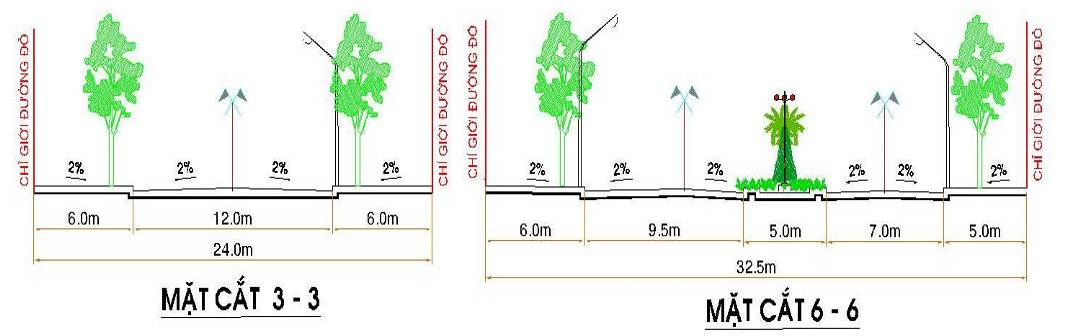 CHỈ GIỚI ĐƯỜNG ĐỎ
2% 2% 2% 2%
6.0m 12.0m 6.0m
24.0m
CHỈ GIỚI ĐƯỜNG ĐỎ
MẶT CẮT 3 - 3
CHỈ GIỚI ĐƯỜNG ĐỎ
2% 2% 2% 2% 2% 2%
6.0m 9.5m 5.0m 7.0m 5.0m
32.5m
CHỈ GIỚI ĐƯỜNG ĐỎ
MẶT CẮT 6 - 6